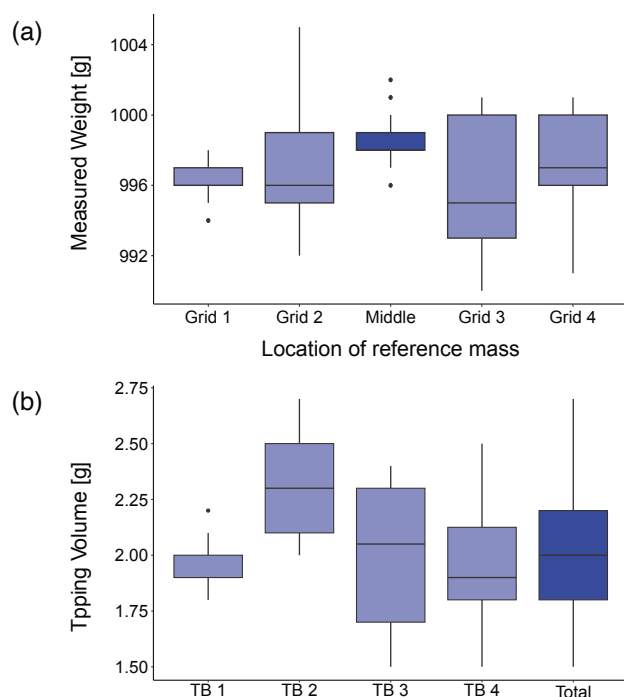 (a)
Measured Weight [g]
1004
1000
996
992
Grid 1 Grid 2 Middle Grid 3 Grid 4
Location of reference mass
(b)
Tpping Volume [g]
2.75
2.50
2.25
2.00
1.75
1.50
TB 1 TB 2 TB 3 TB 4 Total